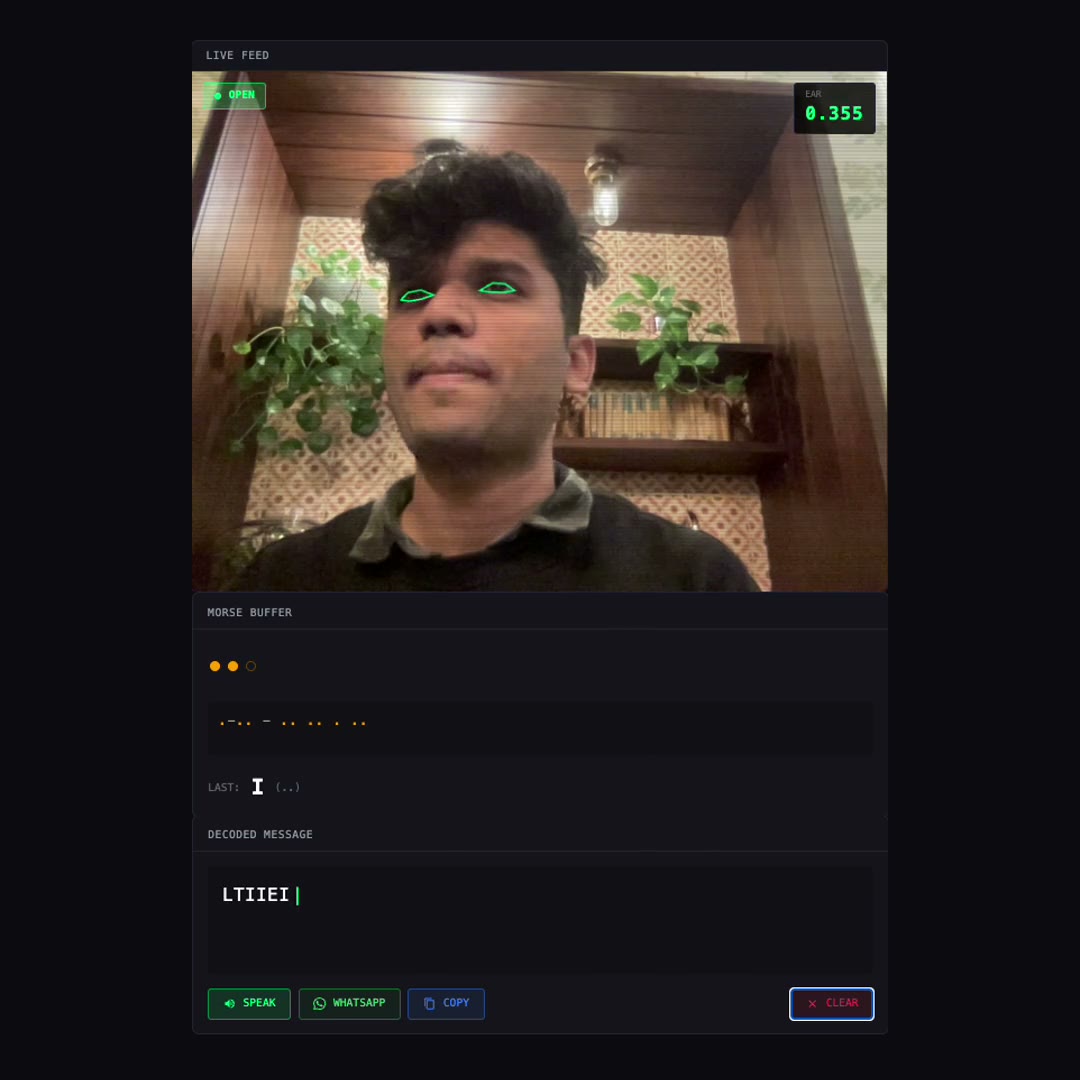 LIVE FEED
OPEN
EAR
0.355
MORSE BUFFER
.–.. – .. .. . ..
LAST: I (..)
DECODED MESSAGE
LTIIEI
SPEAK
WHATSAPP
COPY
× CLEAR